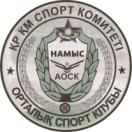 ҚР ҚМ СПОРТ КОМИТЕТІ
НАМЫС
АОСК
ОРТАЛЫҚ СПОРТ КЛУБЫ